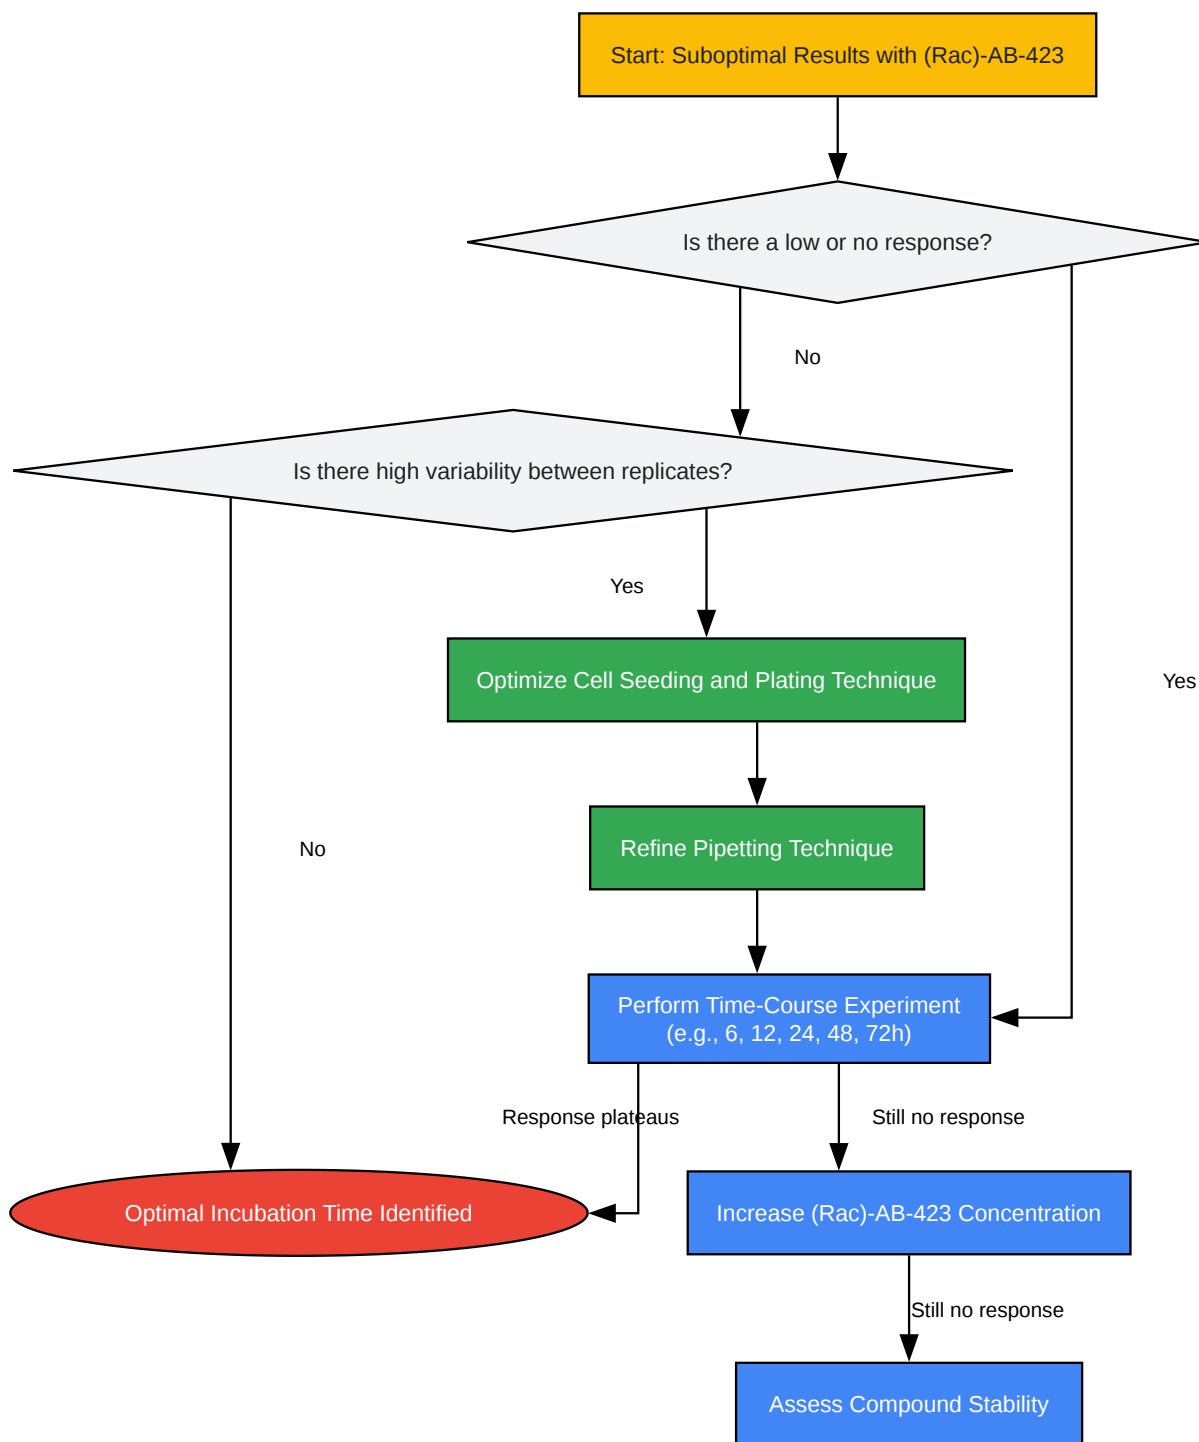 Start: Suboptimal Results with (Rac)-AB-423
Is there a low or no response?
No
Is there high variability between replicates?
Yes
Optimize Cell Seeding and Plating Technique
Yes
Refine Pipetting Technique
No
Perform Time-Course Experiment
(e.g., 6, 12, 24, 48, 72h)
Response plateaus
Still no response
Optimal Incubation Time Identified
Increase (Rac)-AB-423 Concentration
Still no response
Assess Compound Stability